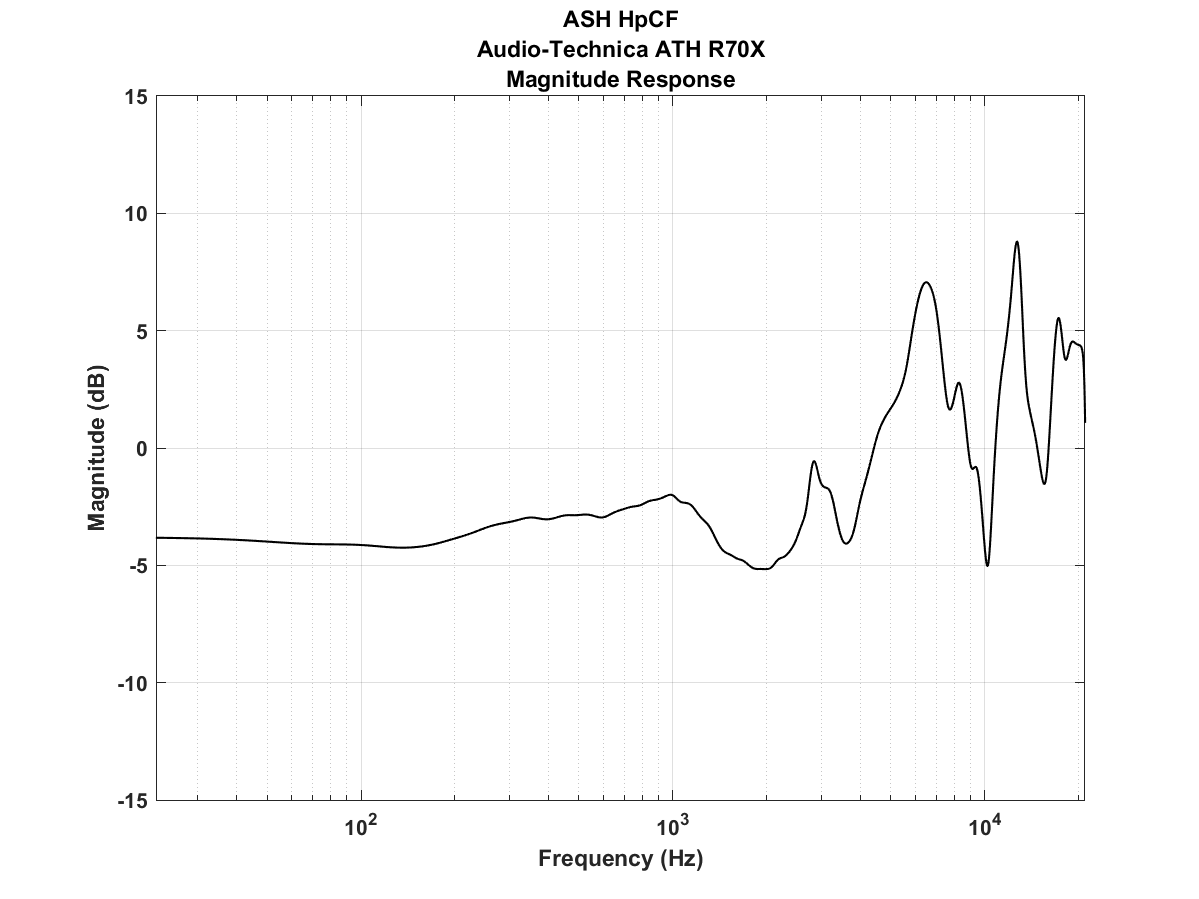 ASH HpCF
Audio-Technica ATH R70X
Magnitude Response
15
10
5
0
-5
-10
-15
Magnitude (dB)
10²
10³
10⁴
Frequency (Hz)